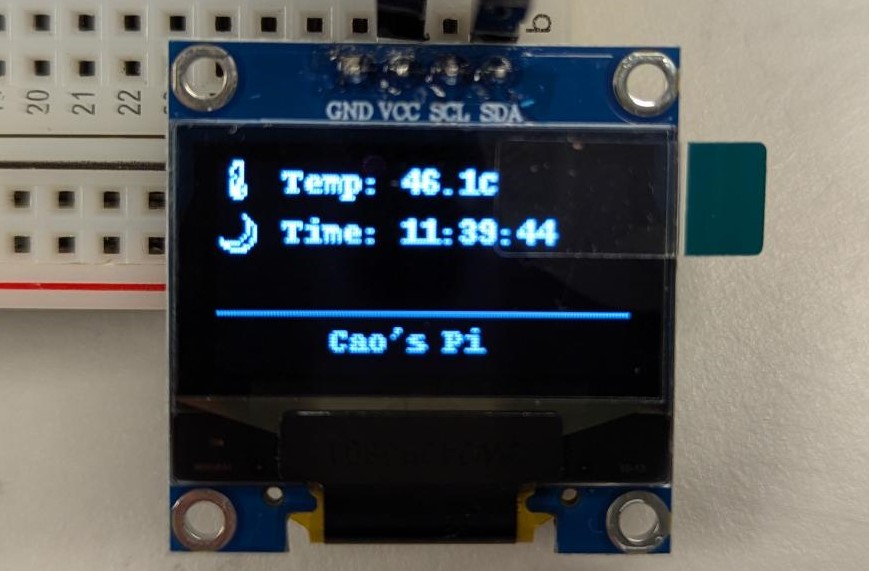 20 21 22
GND VCC SCL SDA
Temp: 46.1c
Time: 11:39:44
Cao's Pi